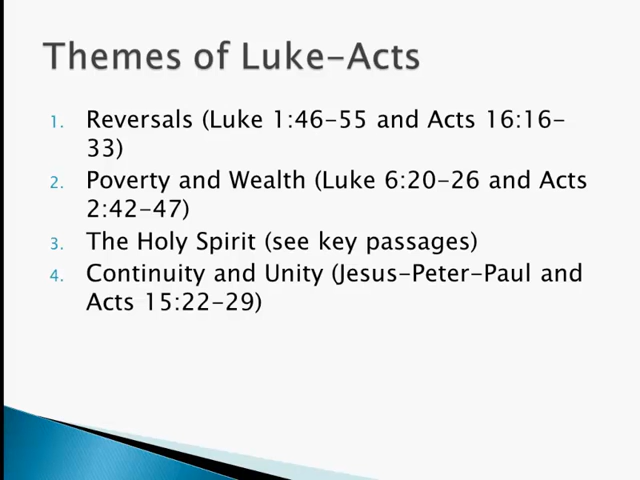 Themes of Luke-Acts
1. Reversals (Luke 1:46-55 and Acts 16:16-
33)
2. Poverty and Wealth (Luke 6:20-26 and Acts
2:42-47)
3. The Holy Spirit (see key passages)
4. Continuity and Unity (Jesus-Peter-Paul and
Acts 15:22-29)